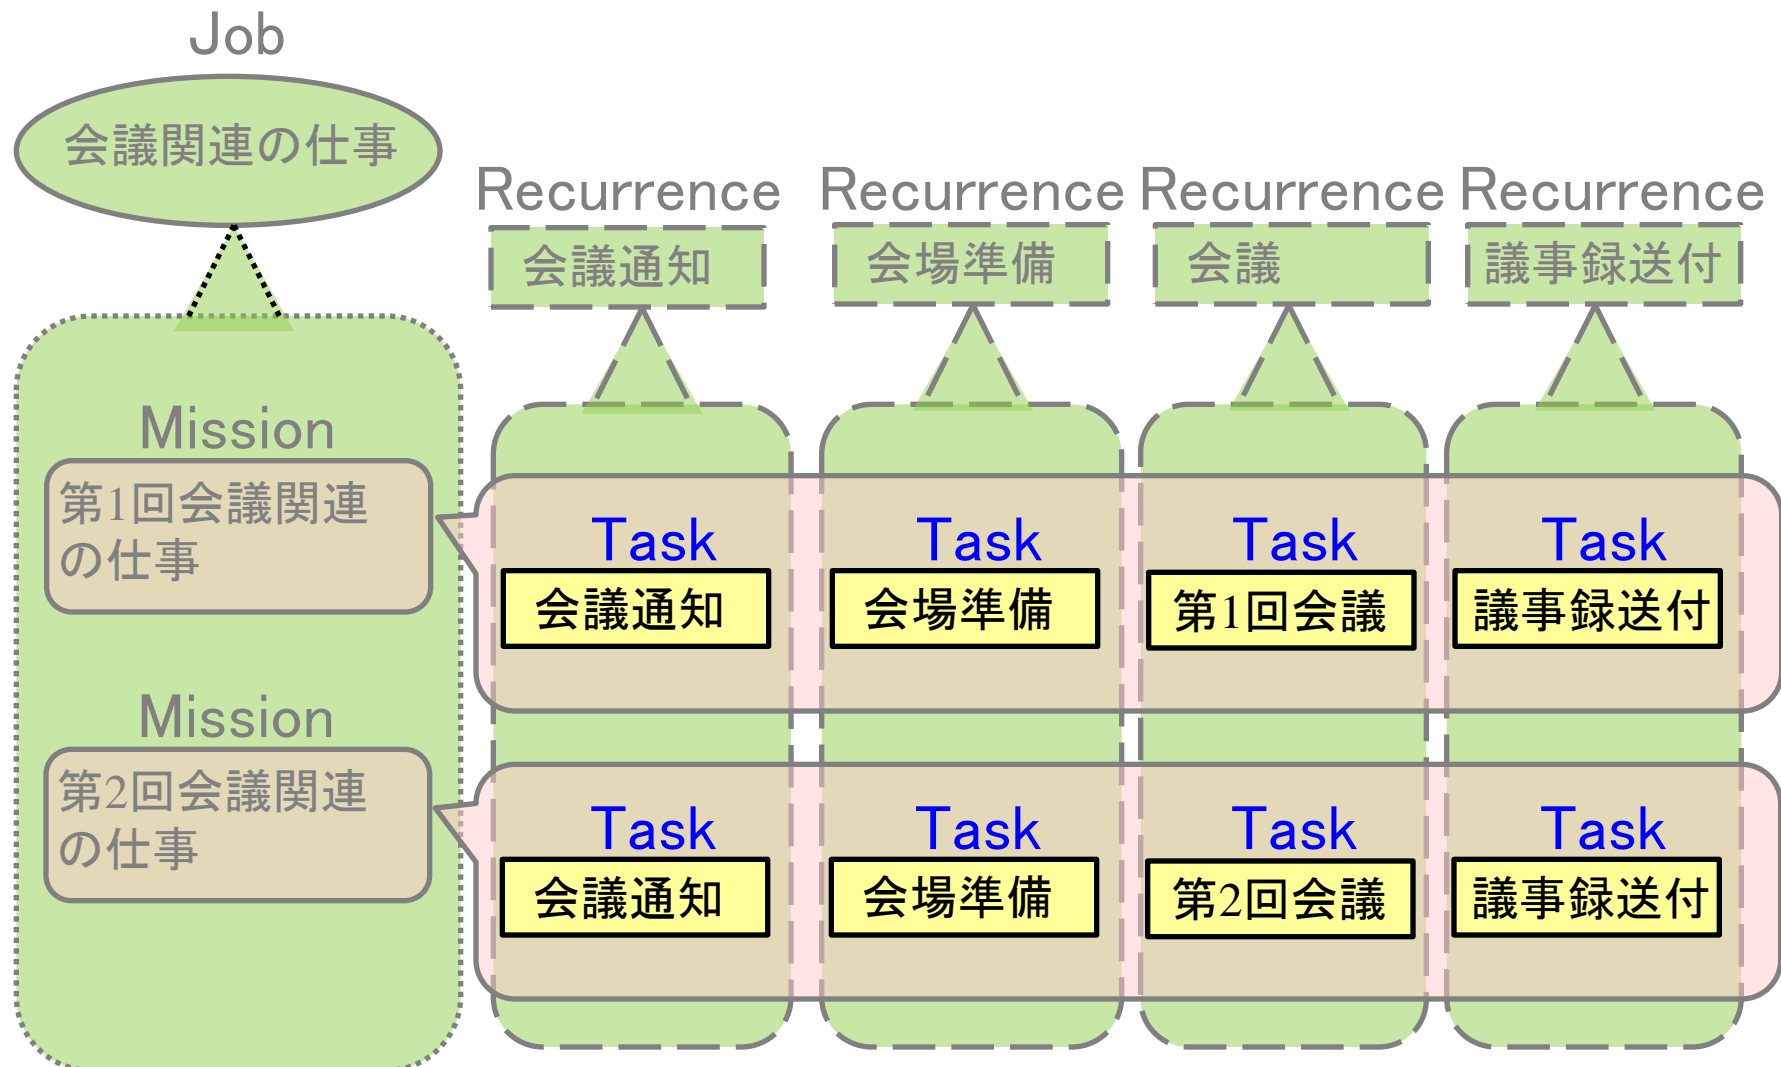 Job
会議関連の仕事
Recurrence
Recurrence
Recurrence
Recurrence
会議通知
会場準備
会議
議事録送付
Mission
第1回会議関連
の仕事
Task
Task
Task
Task
会議通知
会場準備
第1回会議
議事録送付
Mission
第2回会議関連
の仕事
Task
Task
Task
Task
会議通知
会場準備
第2回会議
議事録送付